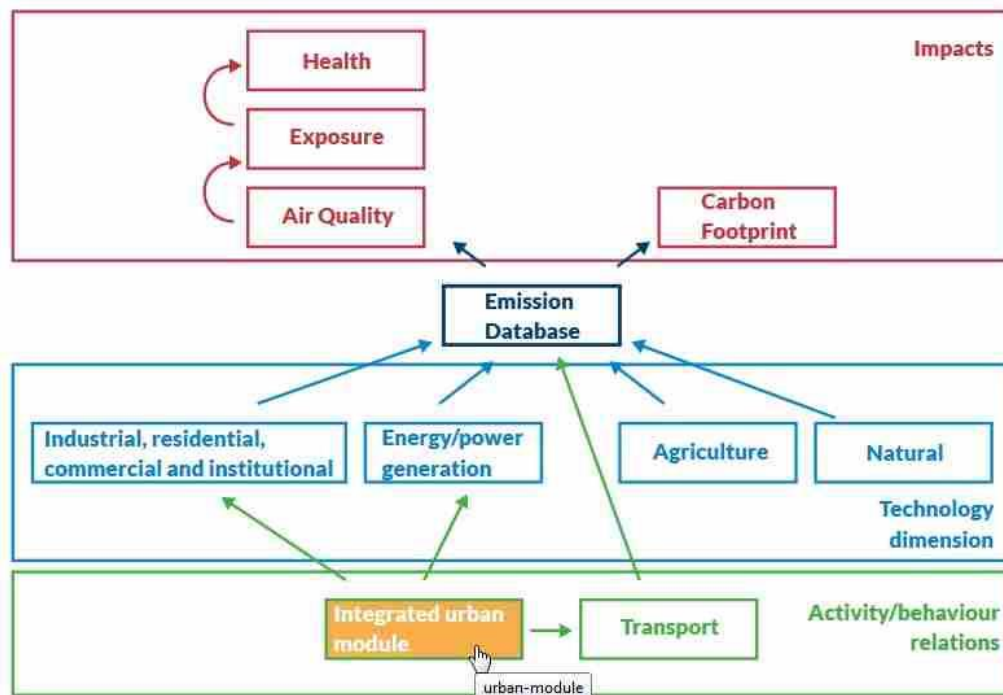 Impacts
Health
Exposure
Air Quality
Carbon
Footprint
Emission
Database
Industrial, residential,
commercial and institutional
Energy/power
generation
Agriculture
Natural
Technology
dimension
Integrated urban
module
Transport
Activity/behaviour
relations
urban-module